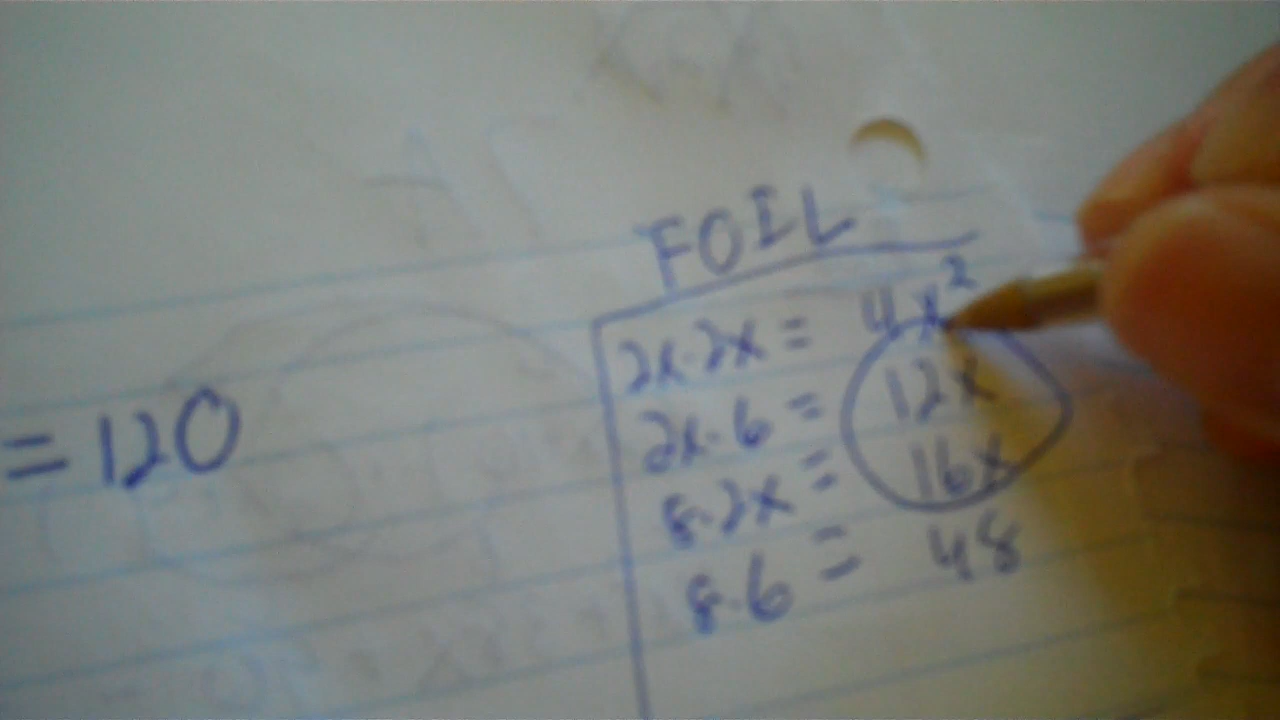 FOIL
2x·2x = 4x²
2x·6 = 12x
= 120
8·2x = 16x
8·6 = 48